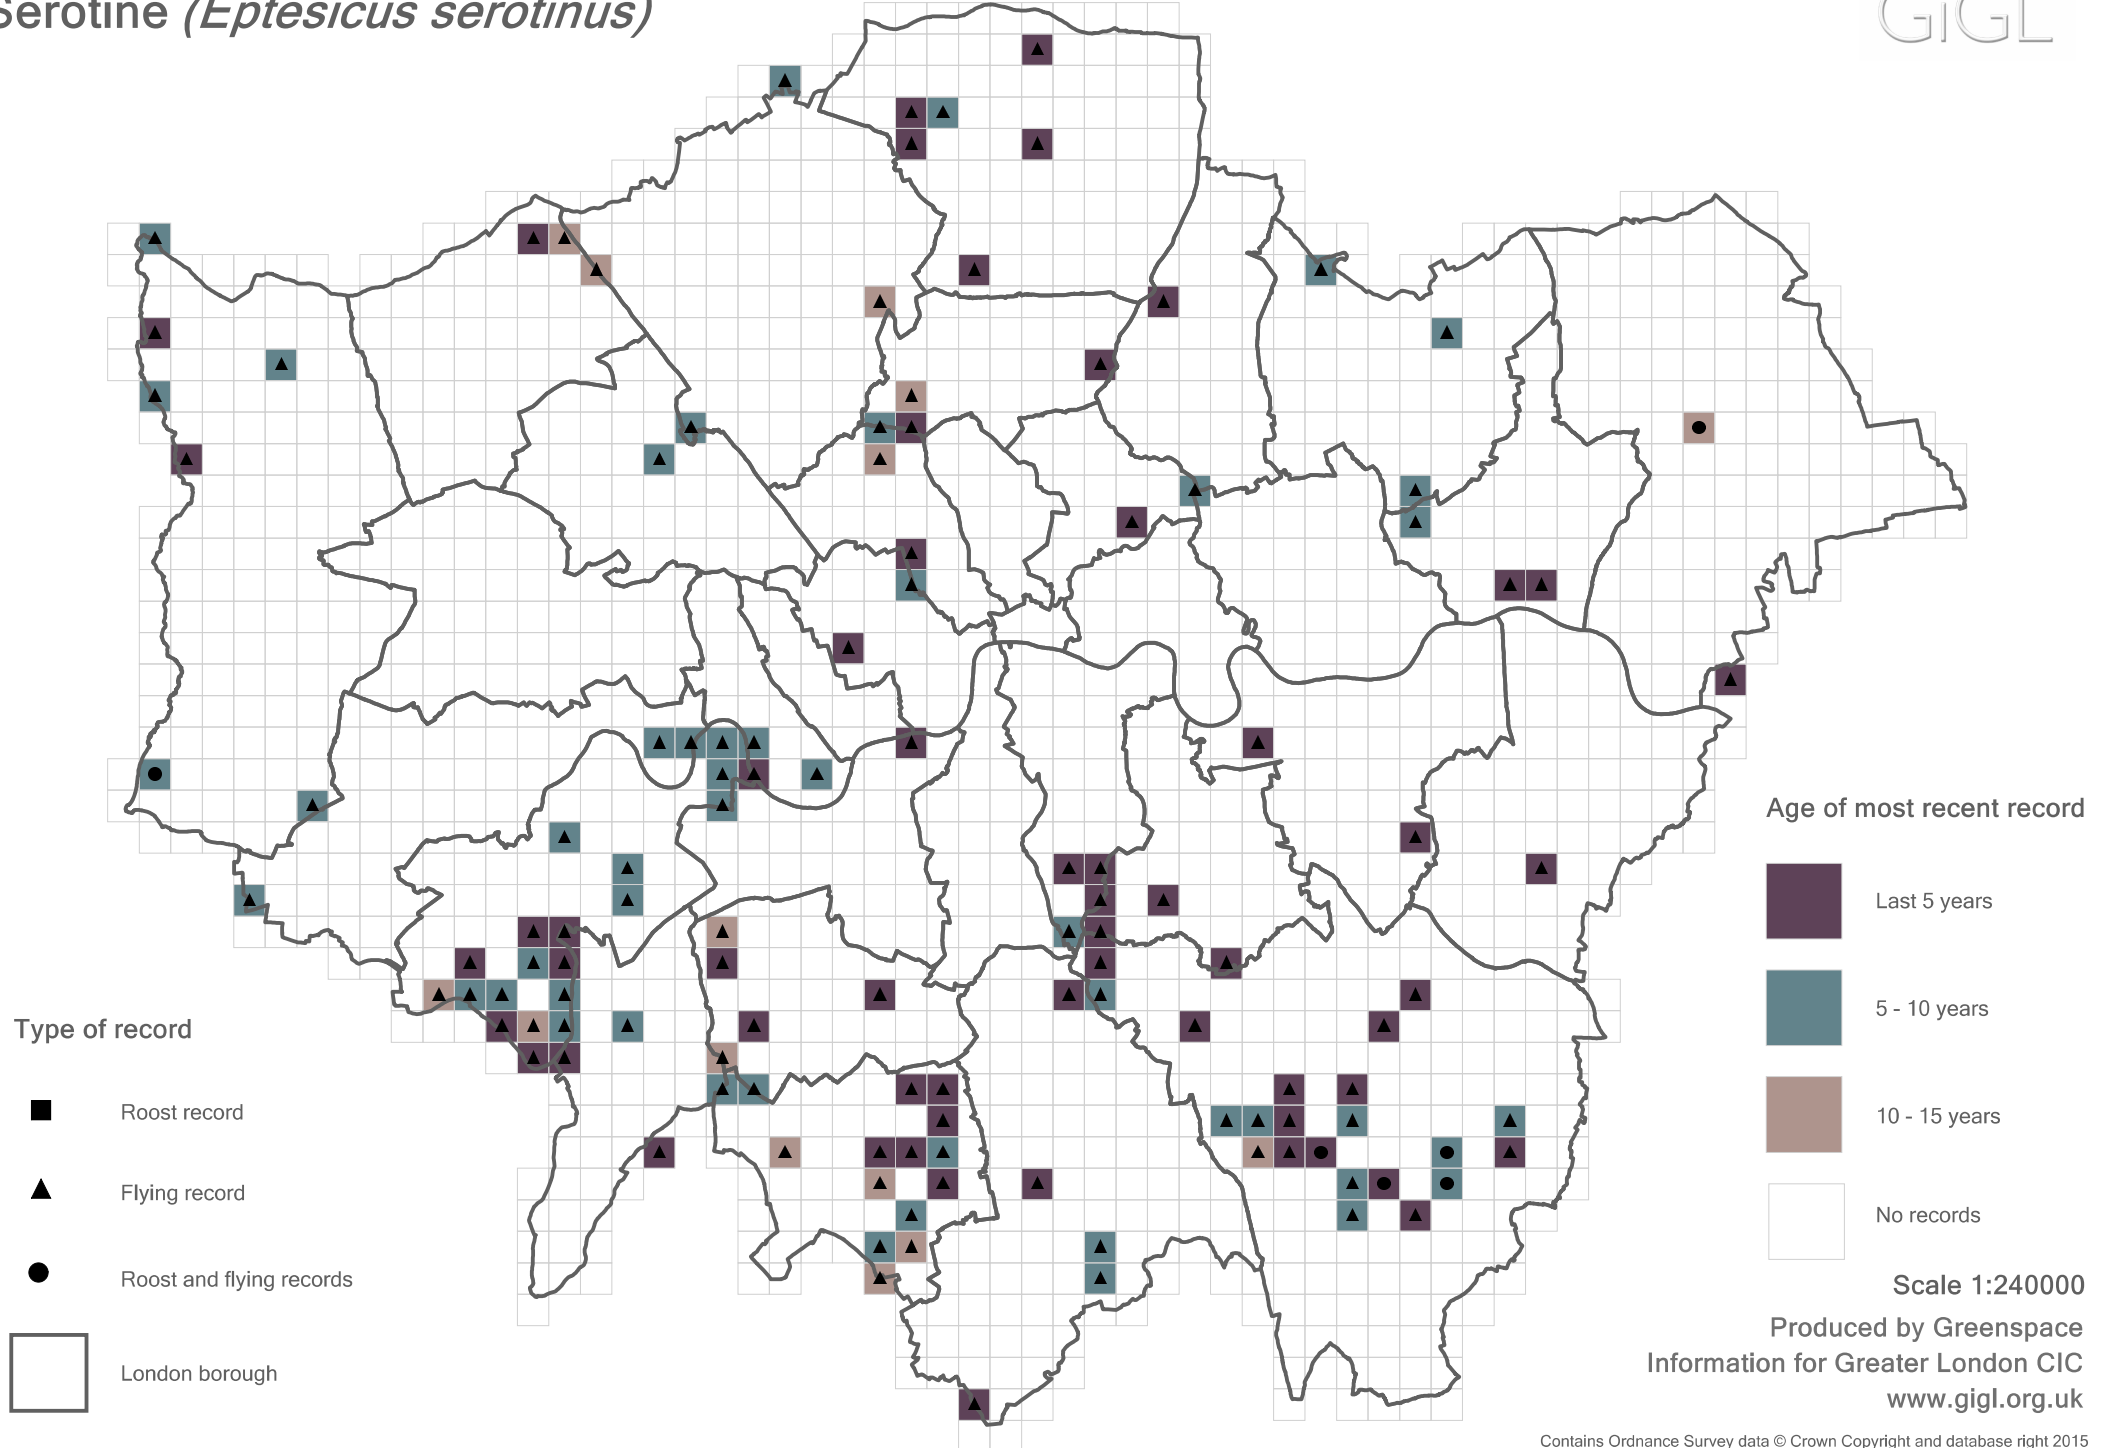 Serotine (Eptesicus serotinus)
GiGL
Age of most recent record
Last 5 years
5 - 10 years
10 - 15 years
No records
Type of record
Roost record
Flying record
Roost and flying records
London borough
Scale 1:240000
Produced by Greenspace
Information for Greater London CIC
www.gigl.org.uk
Contains Ordnance Survey data © Crown Copyright and database right 2015